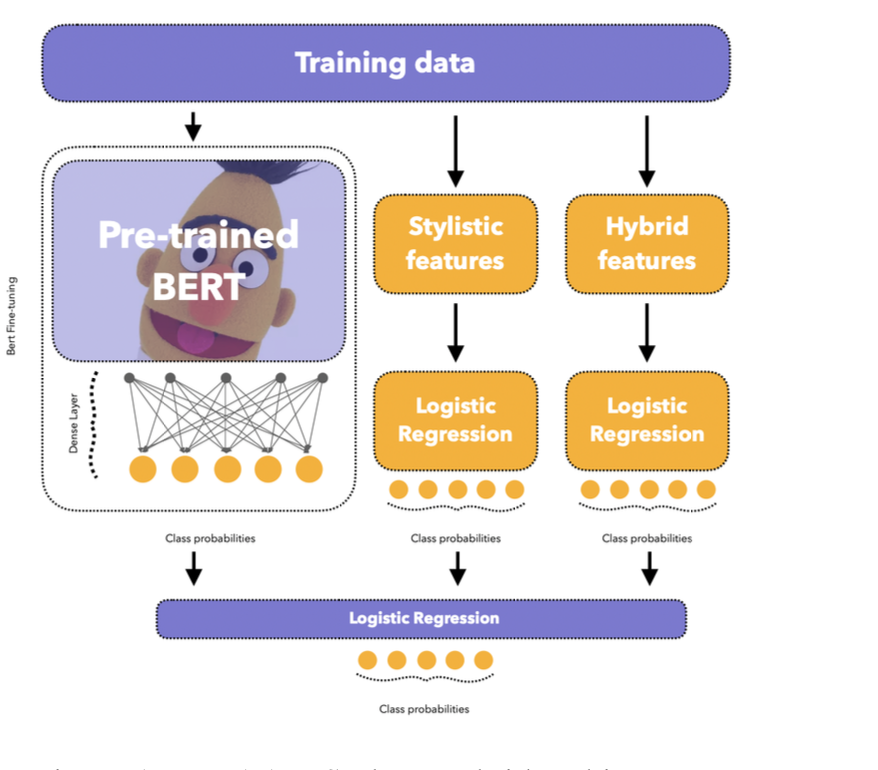 Training data
Pre-trained
BERT
Stylistic
features
Hybrid
features
Bert Fine-tuning
Dense Layer
Logistic
Regression
Logistic
Regression
Class probabilities
Class probabilities
Class probabilities
Logistic Regression
Class probabilities